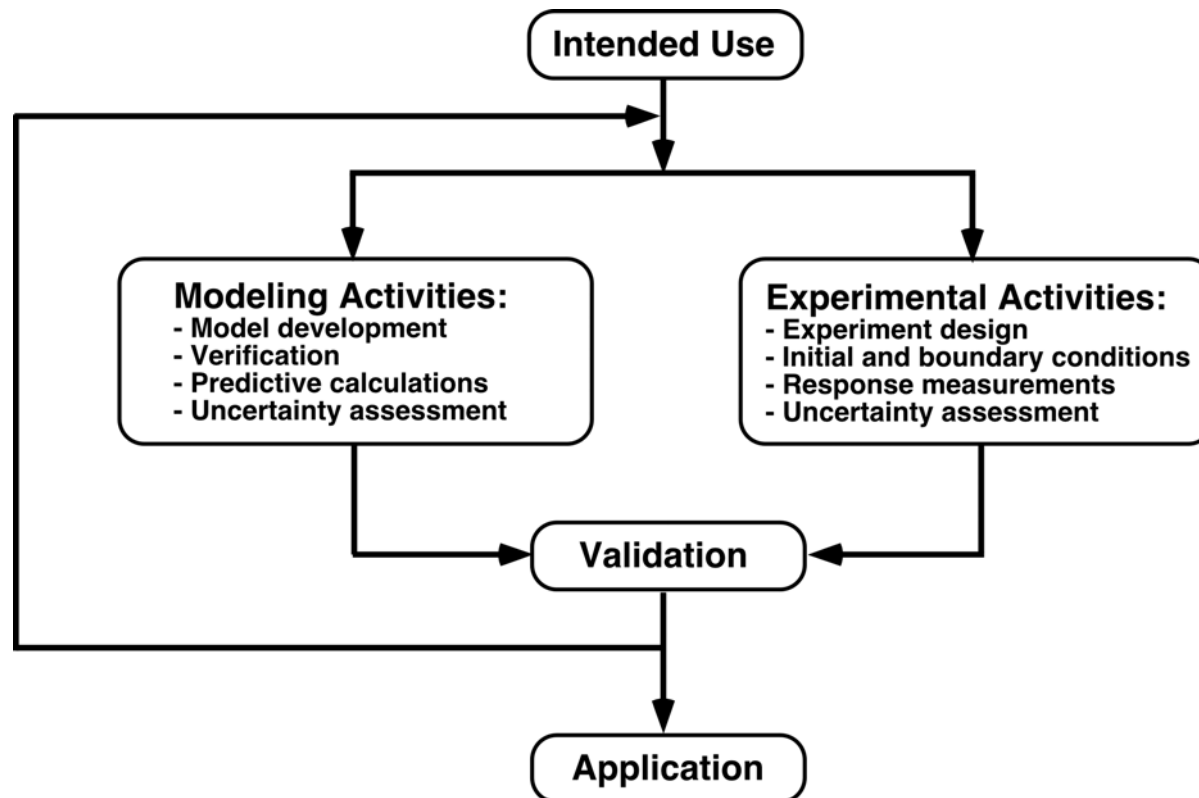 Intended Use
Modeling Activities:
- Model development
- Verification
- Predictive calculations
- Uncertainty assessment
Experimental Activities:
- Experiment design
- Initial and boundary conditions
- Response measurements
- Uncertainty assessment
Validation
Application